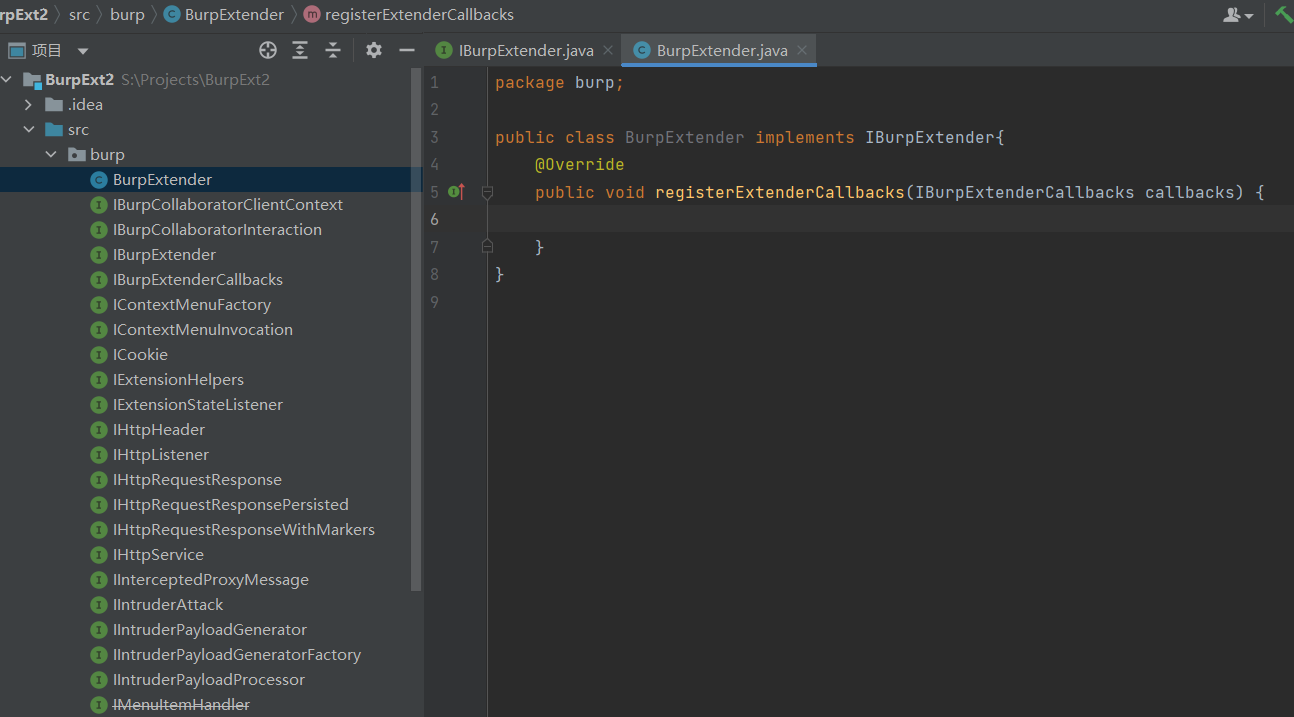 rpExt2 src burp BurpExtender registerExtenderCallbacks
项目
IBurpExtender.java BurpExtender.java
BurpExt2 S:\Projects\BurpExt2
.idea
src
burp
BurpExtender
IBurpCollaboratorClientContext
IBurpCollaboratorInteraction
IBurpExtender
IBurpExtenderCallbacks
IContextMenuFactory
IContextMenuInvocation
ICookie
IExtensionHelpers
IExtensionStateListener
IHttpHeader
IHttpListener
IHttpRequestResponse
IHttpRequestResponsePersisted
IHttpRequestResponseWithMarkers
IHttpService
IInterceptedProxyMessage
IIntruderAttack
IIntruderPayloadGenerator
IIntruderPayloadGeneratorFactory
IIntruderPayloadProcessor
IMenuItemHandler
1 package burp;
2
3 public class BurpExtender implements IBurpExtender{
4 @Override
5 public void registerExtenderCallbacks(IBurpExtenderCallbacks callbacks) {
6
7 }
8 }
9